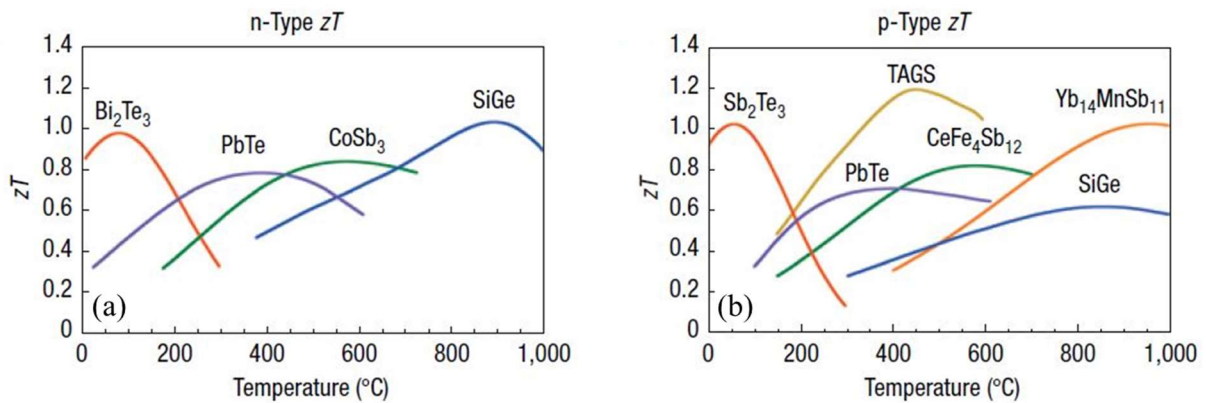 n-Type zT
1.4
1.2
1.0
0.8
0.6
0.4
0.2
0
zT
Bi₂Te₃
PbTe
CoSb₃
SiGe
(a)
0 200 400 600 800 1,000
Temperature (°C)
p-Type zT
1.4
1.2
1.0
0.8
0.6
0.4
0.2
0
zT
Sb₂Te₃
TAGS
Yb₁₄MnSb₁₁
CeFe₄Sb₁₂
PbTe
SiGe
(b)
0 200 400 600 800 1,000
Temperature (°C)